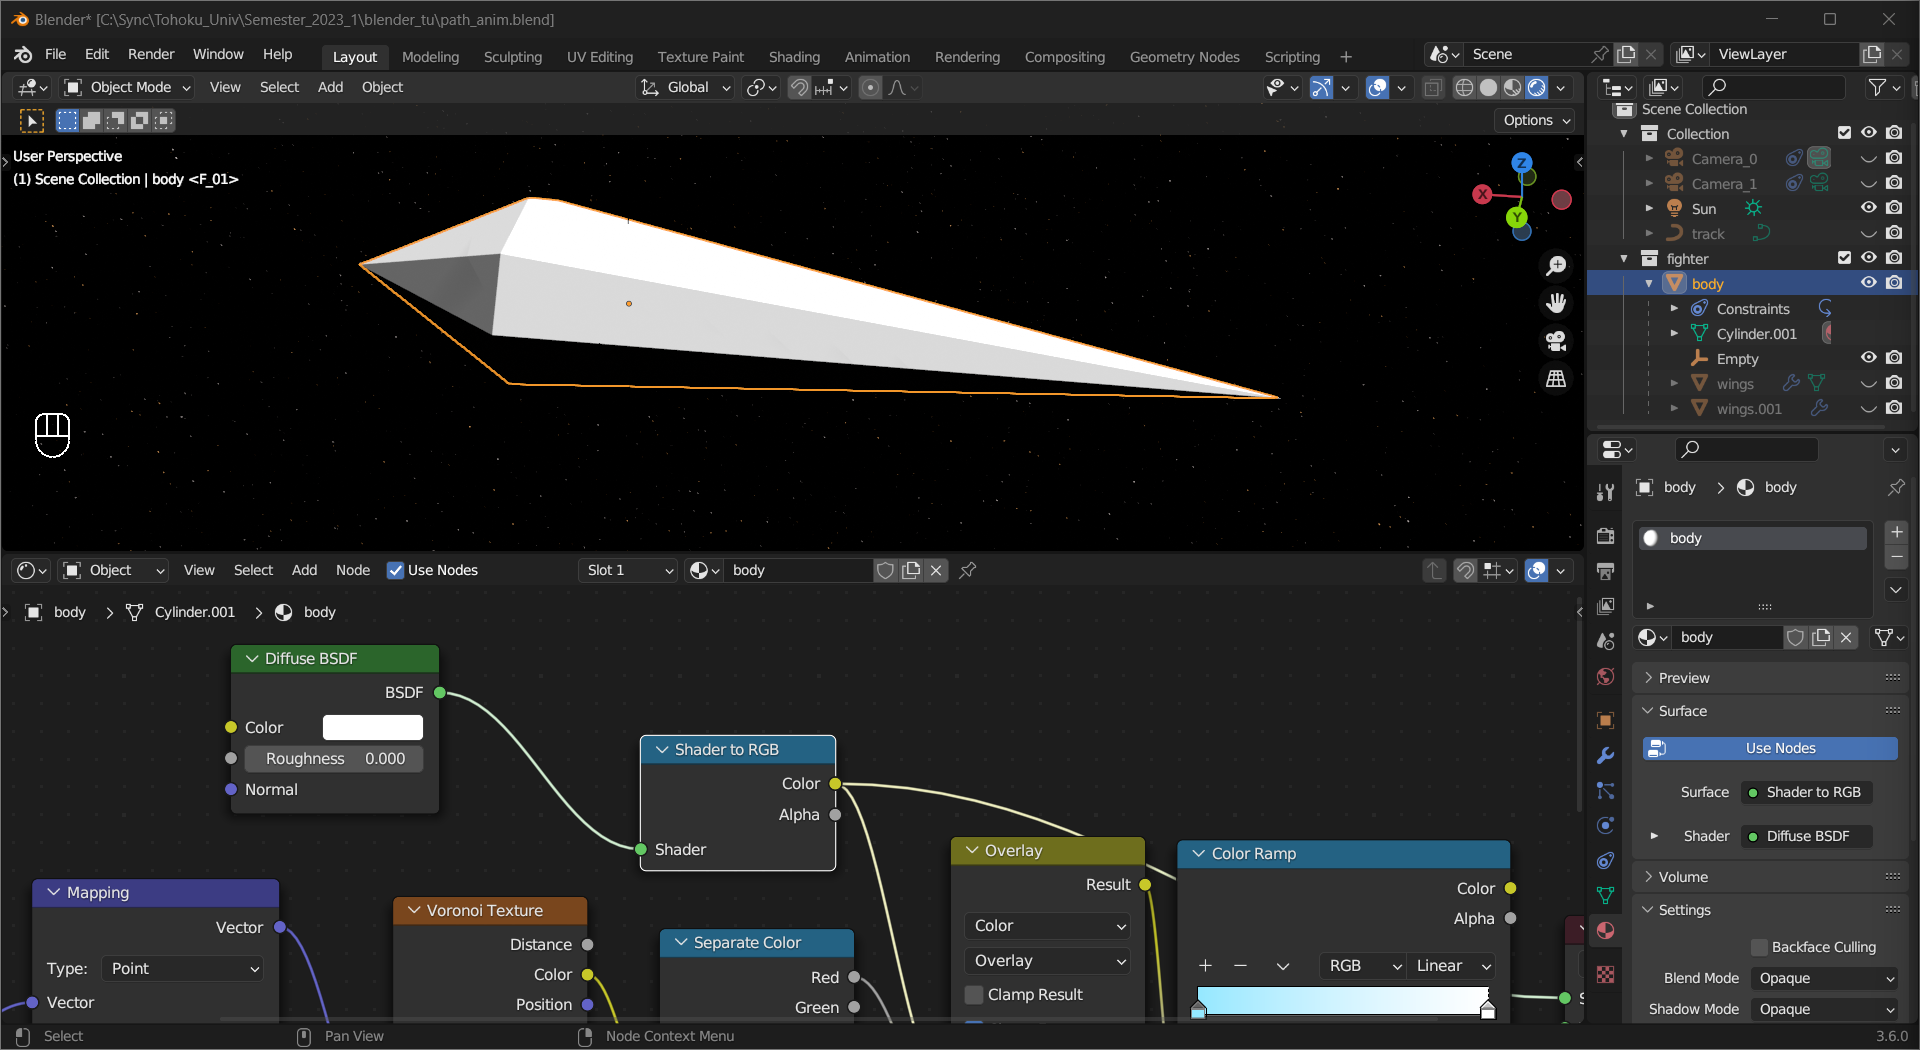 Blender* [C:\Sync\Tohoku_Univ\Semester_2023_1\blender_tu\path_anim.blend]
File Edit Render Window Help Layout Modeling Sculpting UV Editing Texture Paint Shading Animation Rendering Compositing Geometry Nodes Scripting + Scene ViewLayer
Object Mode View Select Add Object Global
Options
User Perspective
(1) Scene Collection | body <F_01>
Z
X
Y
Scene Collection
Collection
Camera_0
Camera_1
Sun
track
fighter
body
Constraints
Cylinder.001
Empty
wings
wings.001
Object View Select Add Node Use Nodes Slot 1 body
body > Cylinder.001 > body
Diffuse BSDF
BSDF
Color
Roughness 0.000
Normal
Shader to RGB
Color
Alpha
Shader
Mapping
Vector
Type: Point
Vector
Voronoi Texture
Distance
Color
Position
Separate Color
Red
Green
Overlay
Result
Color
Overlay
Clamp Result
Color Ramp
Color
Alpha
RGB Linear
S
body > body
body
body
Preview
Surface
Use Nodes
Surface Shader to RGB
Shader Diffuse BSDF
Volume
Settings
Backface Culling
Blend Mode Opaque
Shadow Mode Opaque
Select Pan View Node Context Menu 3.6.0